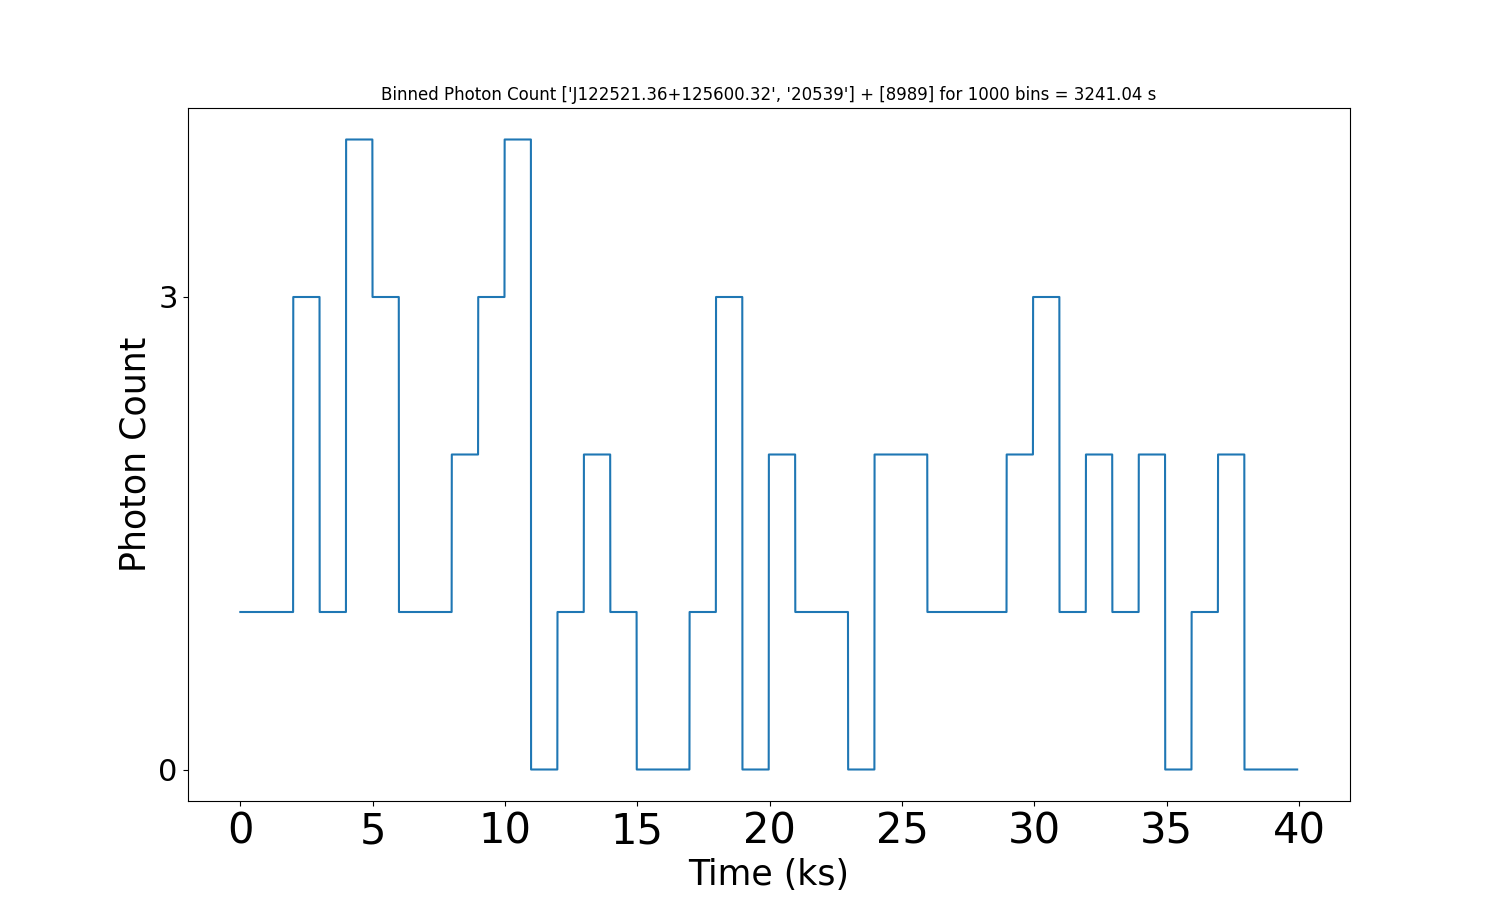 Binned Photon Count ['J122521.36+125600.32', '20539'] + [8989] for 1000 bins = 3241.04 s
3
Photon Count
0
0 5 10 15 20 25 30 35 40
Time (ks)